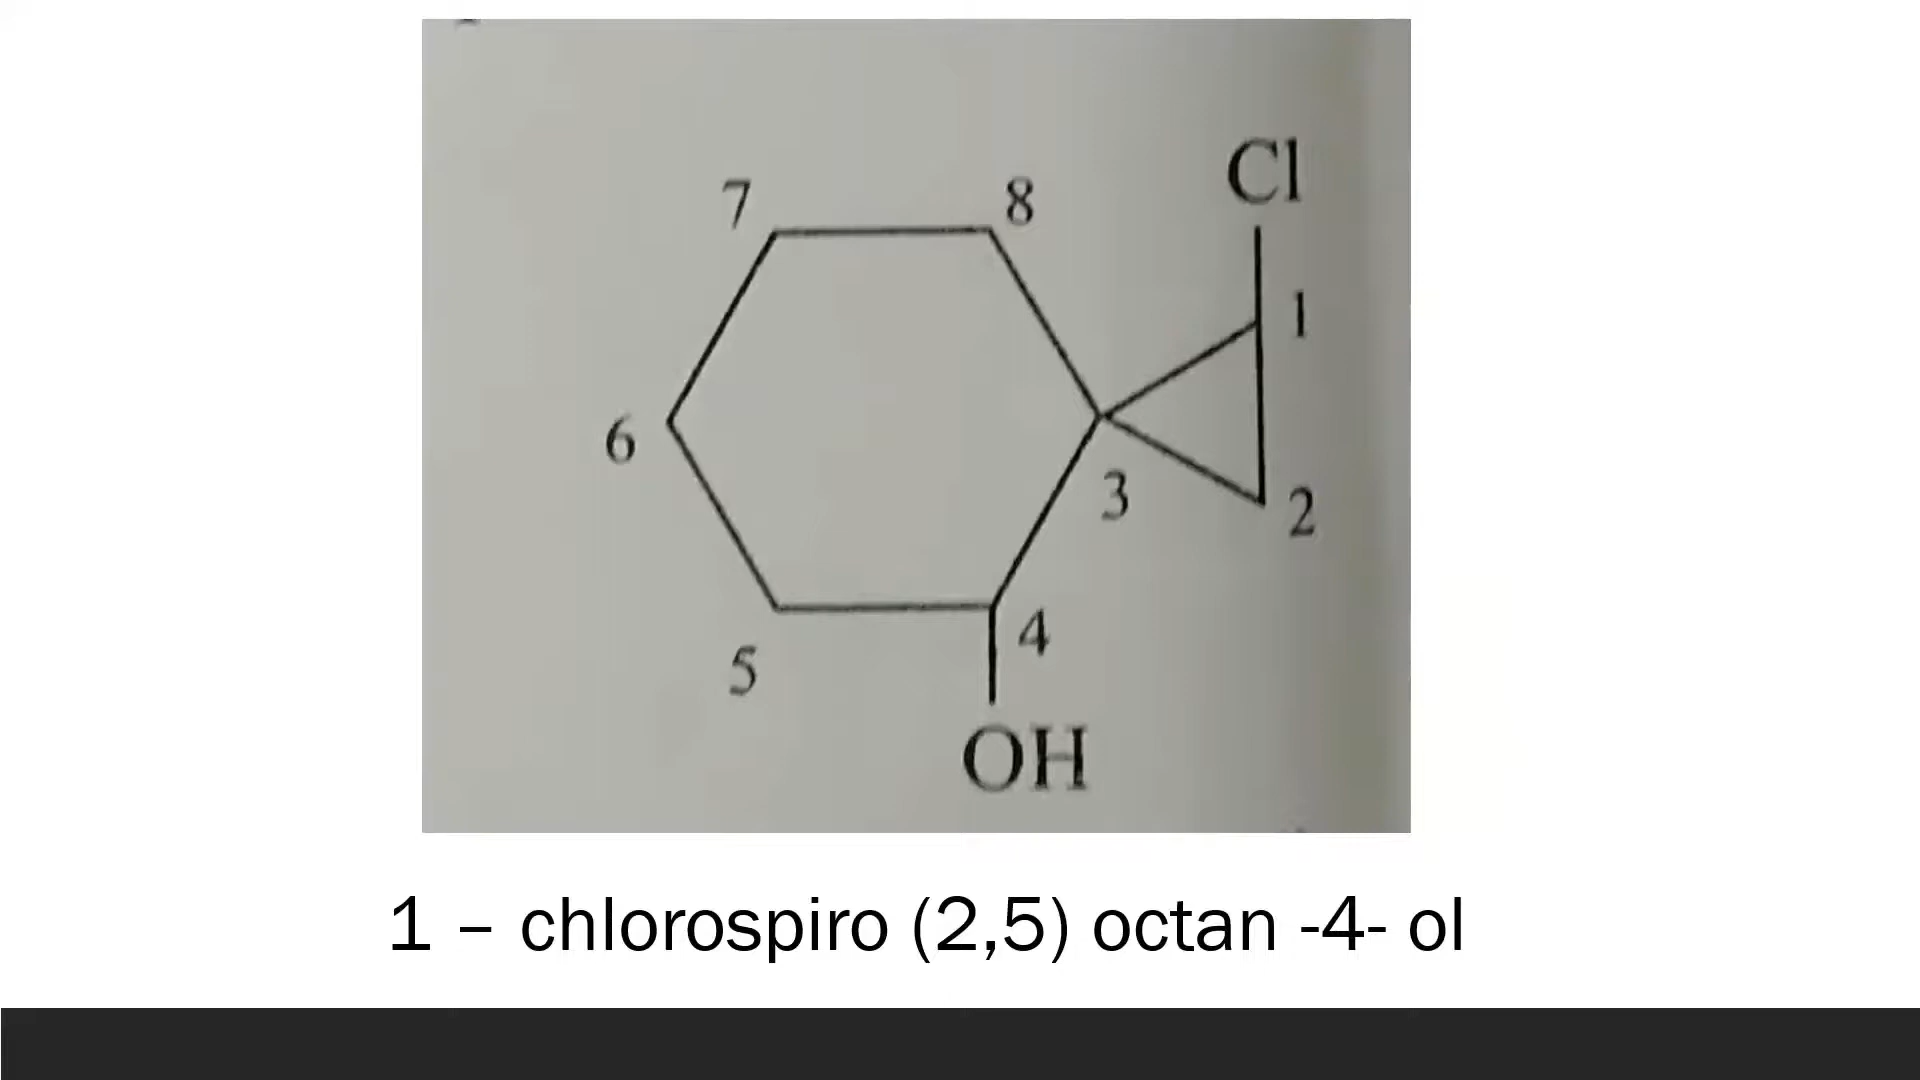 Cl
7 8
1
6
3 2
4
5
OH
1 – chlorospiro (2,5) octan -4- ol